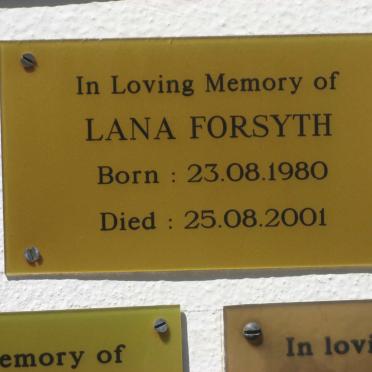 In Loving Memory of
LANA FORSYTH
Born : 23.08.1980
Died : 25.08.2001
emory of
In lovi